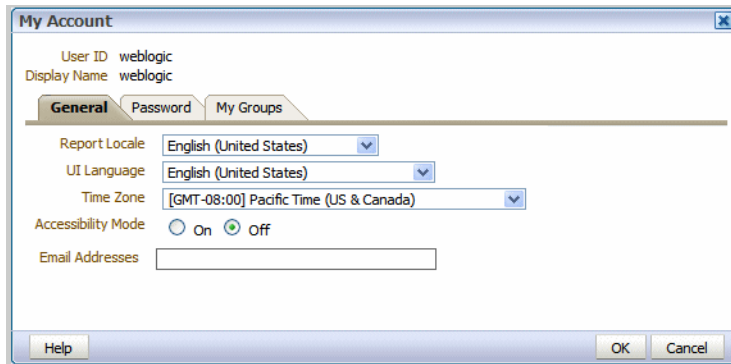 My Account
User ID weblogic
Display Name weblogic
General Password My Groups
Report Locale English (United States)
UI Language English (United States)
Time Zone [GMT-08:00] Pacific Time (US & Canada)
Accessibility Mode On Off
Email Addresses
Help OK Cancel